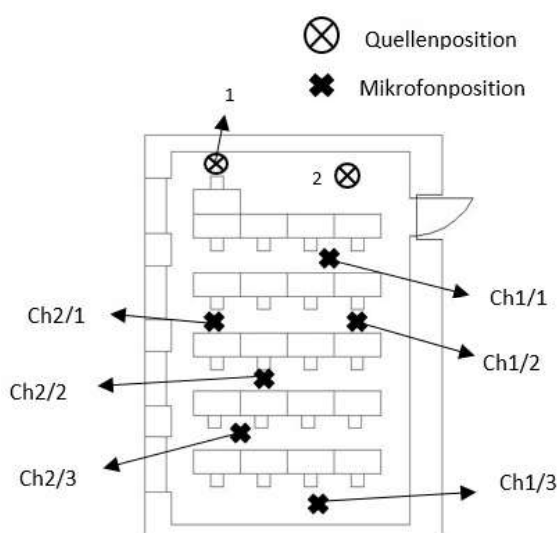 Quellenposition
Mikrofonposition
1
2
Ch1/1
Ch2/1
Ch1/2
Ch2/2
Ch2/3
Ch1/3